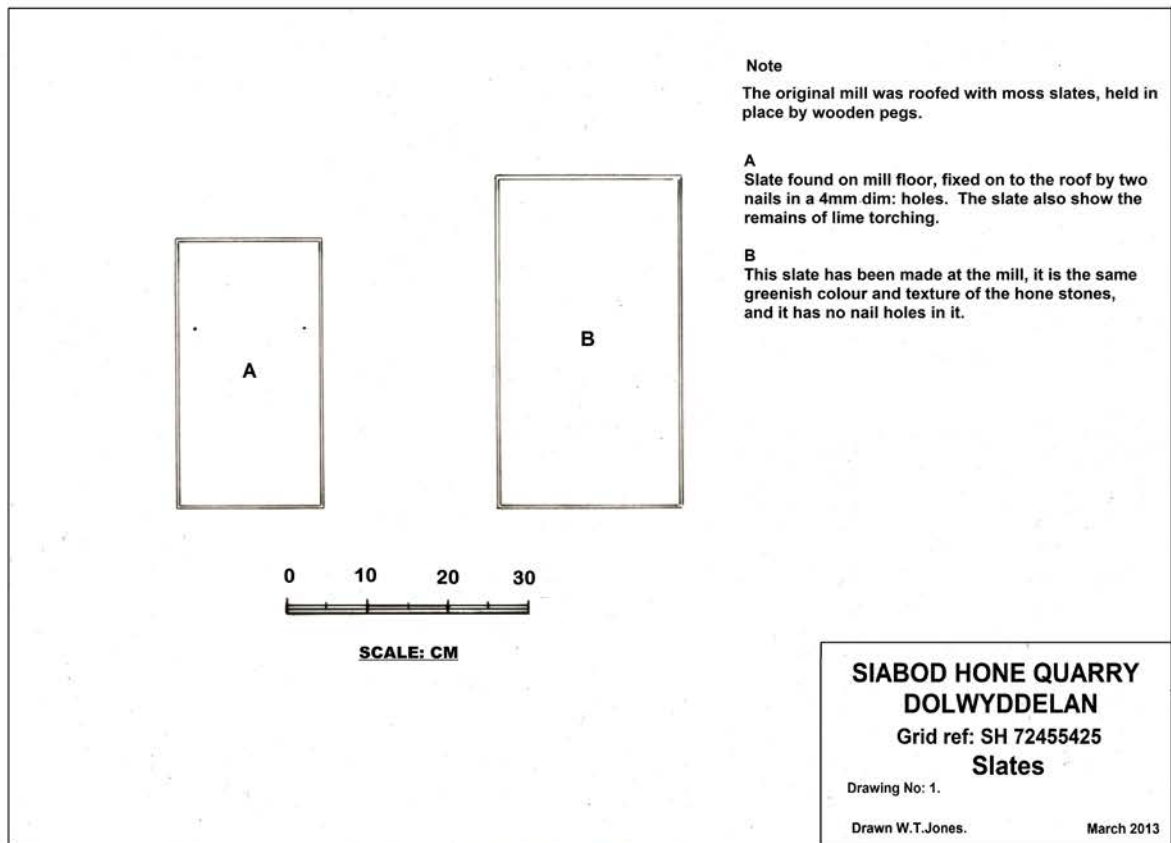 Note
The original mill was roofed with moss slates, held in
place by wooden pegs.
A
Slate found on mill floor, fixed on to the roof by two
nails in a 4mm dim: holes. The slate also show the
remains of lime torching.
B
This slate has been made at the mill, it is the same
greenish colour and texture of the hone stones,
and it has no nail holes in it.
A
B
0 10 20 30
SCALE: CM
SIABOD HONE QUARRY
DOLWYDDELAN
Grid ref: SH 72455425
Slates
Drawing No: 1.
Drawn W.T.Jones. March 2013